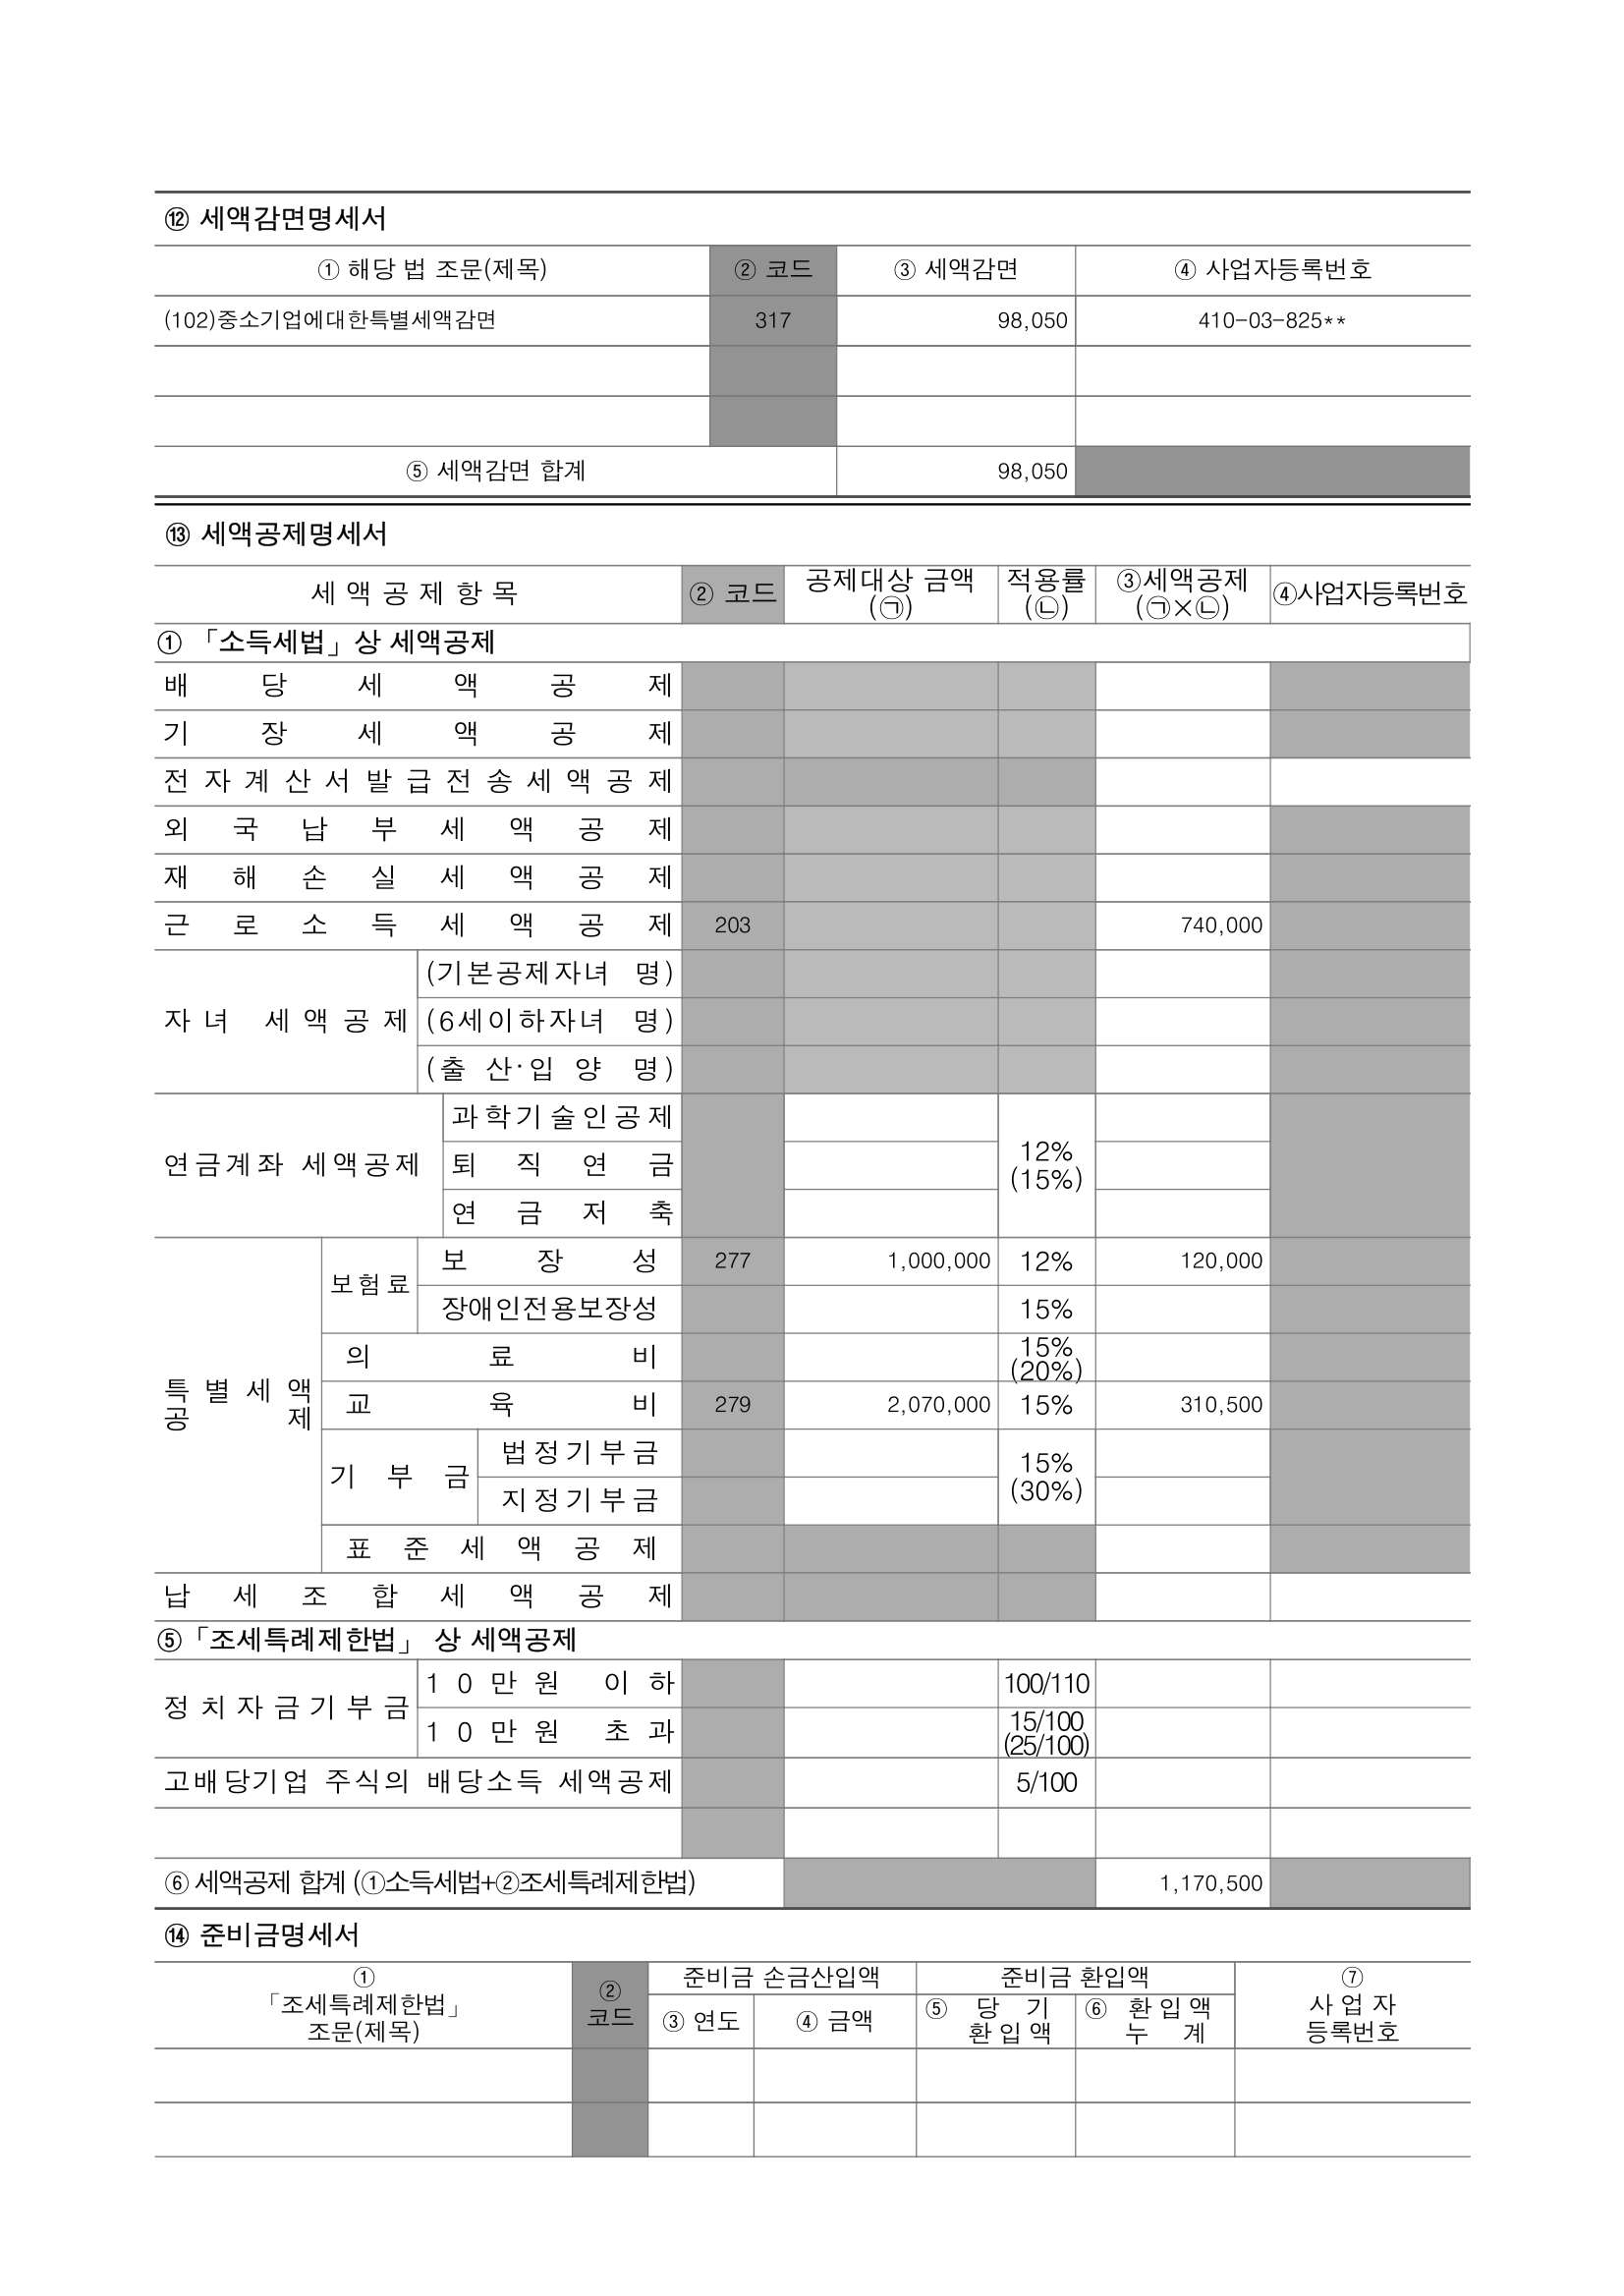 ⑫ 세액감면명세서
① 해당 법 조문(제목) ② 코드 ③ 세액감면 ④ 사업자등록번호
(102)중소기업에대한특별세액감면 317 98,050 410-03-825**
⑤ 세액감면 합계 98,050
⑬ 세액공제명세서
세 액 공 제 항 목 ② 코드 공제대상 금액 (㉠) 적용률 (㉡) ③세액공제 (㉠×㉡) ④사업자등록번호
① 「소득세법」상 세액공제
배 당 세 액 공 제
기 장 세 액 공 제
전 자 계 산 서 발 급 전 송 세 액 공 제
외 국 납 부 세 액 공 제
재 해 손 실 세 액 공 제
근 로 소 득 세 액 공 제 203 740,000
자 녀 세 액 공 제
(기본공제자녀 명)
(6세이하자녀 명)
(출 산·입 양 명)
연금계좌 세액공제
과학기술인공제
퇴 직 연 금
연 금 저 축
12%
(15%)
특 별 세 액
공 제
보험료
보 장 성 277 1,000,000 12% 120,000
장애인전용보장성 15%
의 료 비 15%
(20%)
교 육 비 279 2,070,000 15% 310,500
기 부 금
법정기부금
지정기부금
15%
(30%)
표 준 세 액 공 제
납 세 조 합 세 액 공 제
⑤「조세특례제한법」 상 세액공제
정 치 자 금 기 부 금
1 0 만 원 이 하 100/110
1 0 만 원 초 과 15/100
(25/100)
고배당기업 주식의 배당소득 세액공제 5/100
⑥ 세액공제 합계 (①소득세법+②조세특례제한법) 1,170,500
⑭ 준비금명세서
①
「조세특례제한법」
조문(제목)
②
코드
준비금 손금산입액
③ 연도 ④ 금액
준비금 환입액
⑤ 당 기
환 입 액
⑥ 환 입 액
누 계
⑦
사 업 자
등록번호